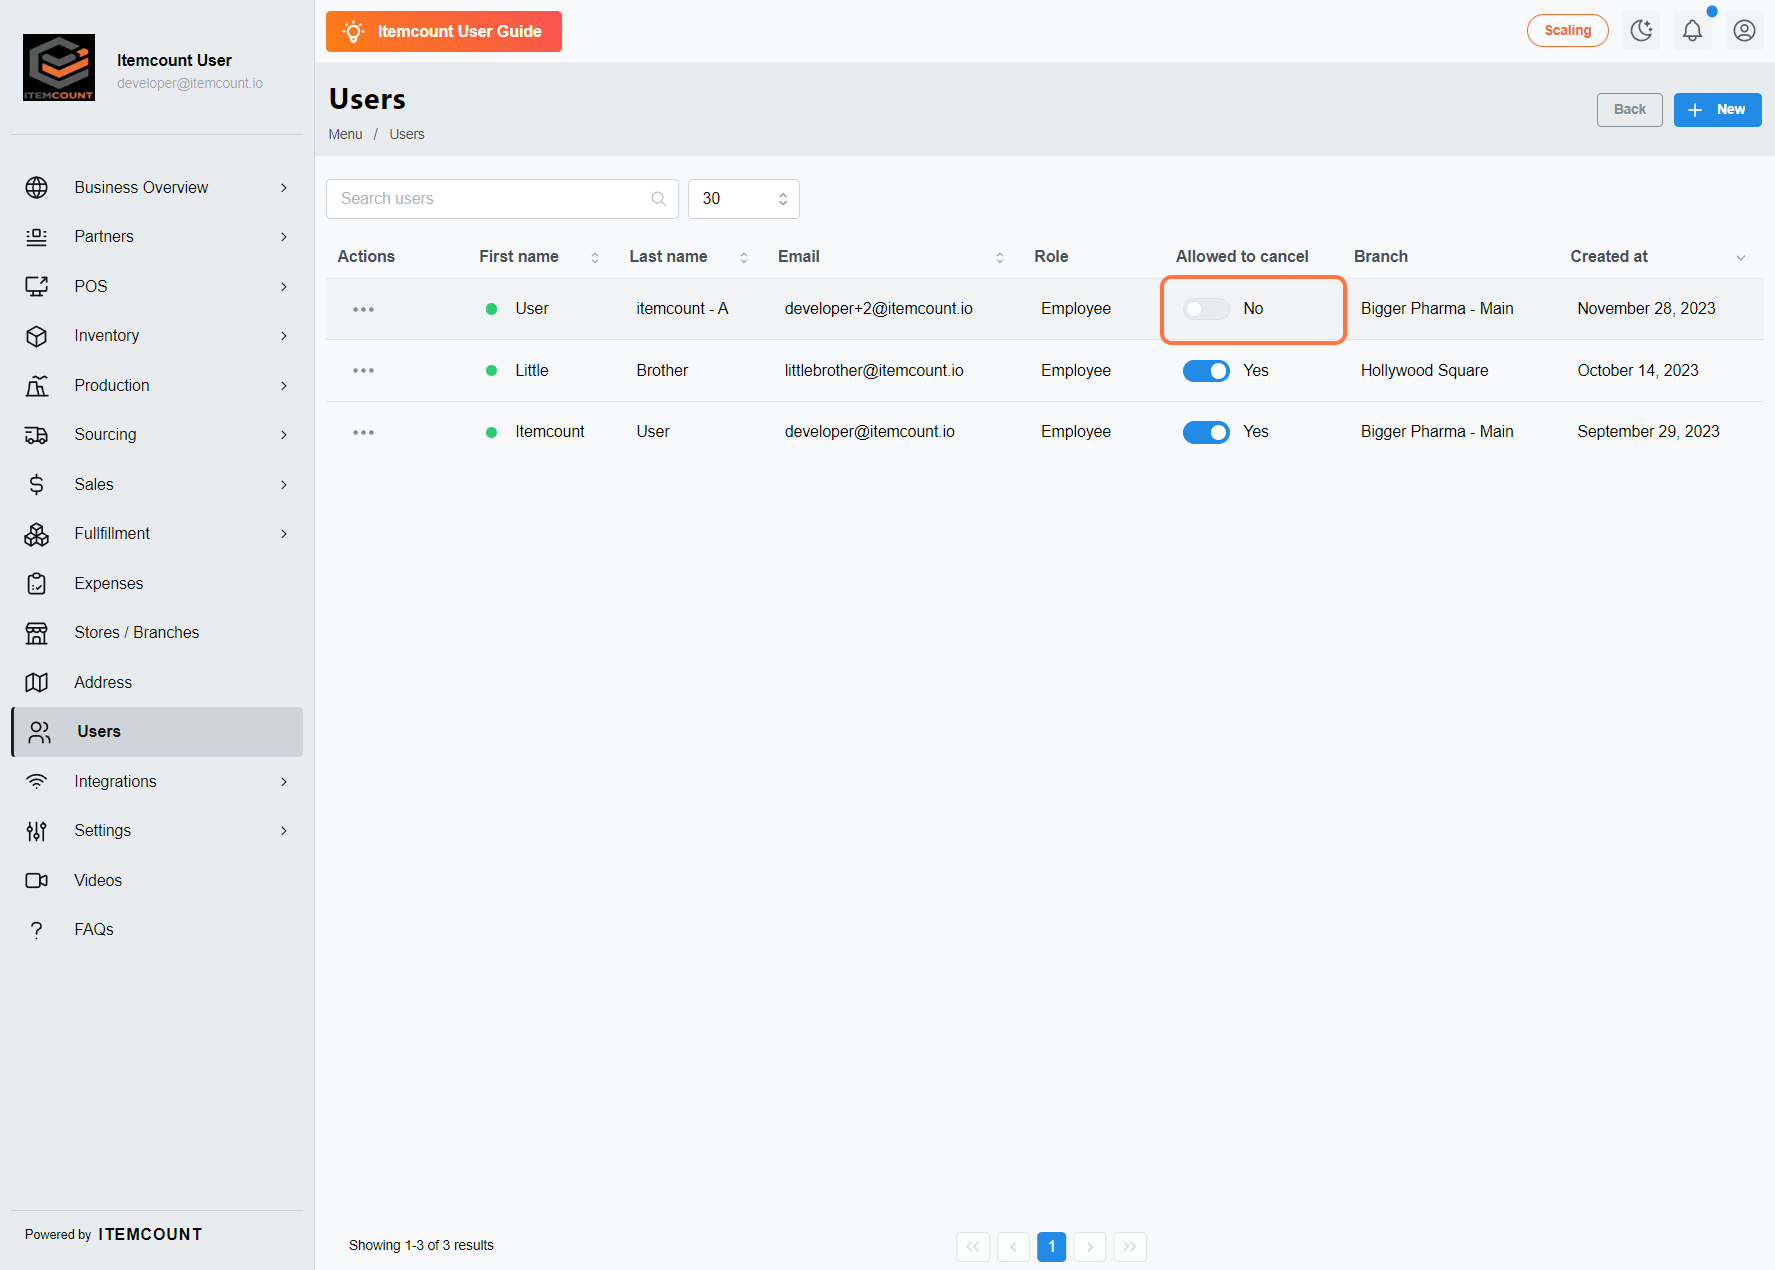 ITEMCOUNT
Itemcount User
developer@itemcount.io
Business Overview
Partners
POS
Inventory
Production
Sourcing
Sales
Fullfillment
Expenses
Stores / Branches
Address
Users
Integrations
Settings
Videos
FAQs
Powered by ITEMCOUNT
Itemcount User Guide
Scaling
Users
Menu / Users
Back
New
Search users
30
Actions First name Last name Email Role Allowed to cancel Branch Created at
User itemcount - A developer+2@itemcount.io Employee No Bigger Pharma - Main November 28, 2023
Little Brother littlebrother@itemcount.io Employee Yes Hollywood Square October 14, 2023
Itemcount User developer@itemcount.io Employee Yes Bigger Pharma - Main September 29, 2023
Showing 1-3 of 3 results
1